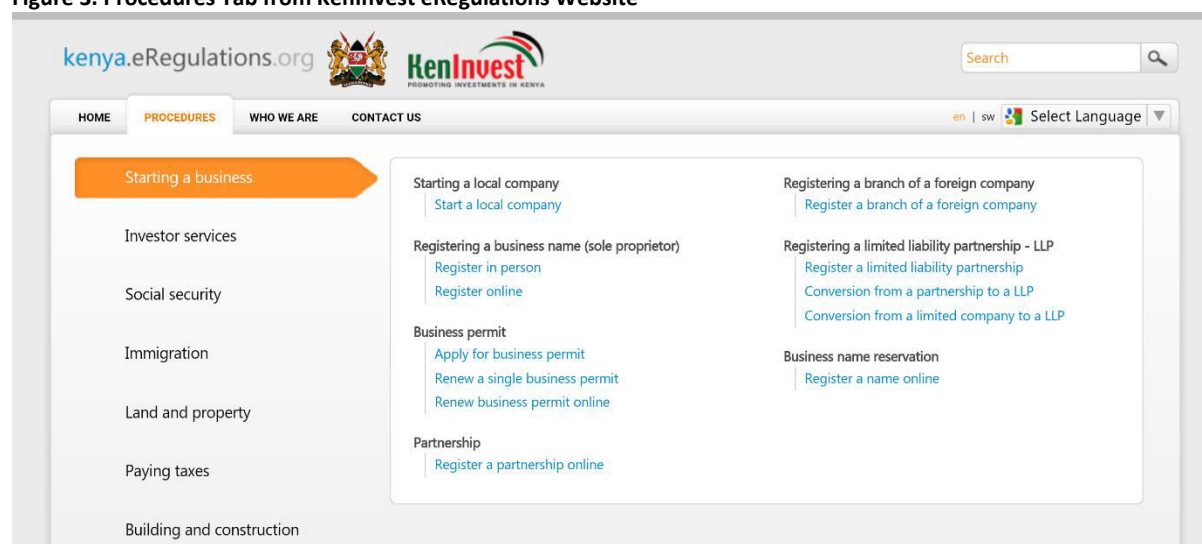 Figure 3: Procedures Tab from KenInvest eRegulations Website
kenya.eRegulations.org
KenInvest
PROMOTING INVESTMENTS IN KENYA
Search
HOME PROCEDURES WHO WE ARE CONTACT US
en | sw Select Language
Starting a business
Investor services
Social security
Immigration
Land and property
Paying taxes
Building and construction
Starting a local company
Start a local company
Registering a business name (sole proprietor)
Register in person
Register online
Business permit
Apply for business permit
Renew a single business permit
Renew business permit online
Partnership
Register a partnership online
Registering a branch of a foreign company
Register a branch of a foreign company
Registering a limited liability partnership - LLP
Register a limited liability partnership
Conversion from a partnership to a LLP
Conversion from a limited company to a LLP
Business name reservation
Register a name online